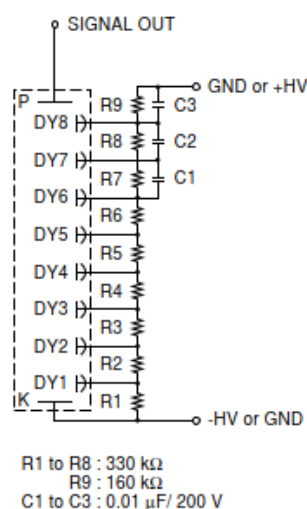 SIGNAL OUT
GND or +HV
P
R9
C3
DY8
R8
C2
DY7
R7
C1
DY6
R6
DY5
R5
DY4
R4
DY3
R3
DY2
R2
DY1
R1
K
-HV or GND
R1 to R8 : 330 kΩ
R9 : 160 kΩ
C1 to C3 : 0.01 µF/ 200 V